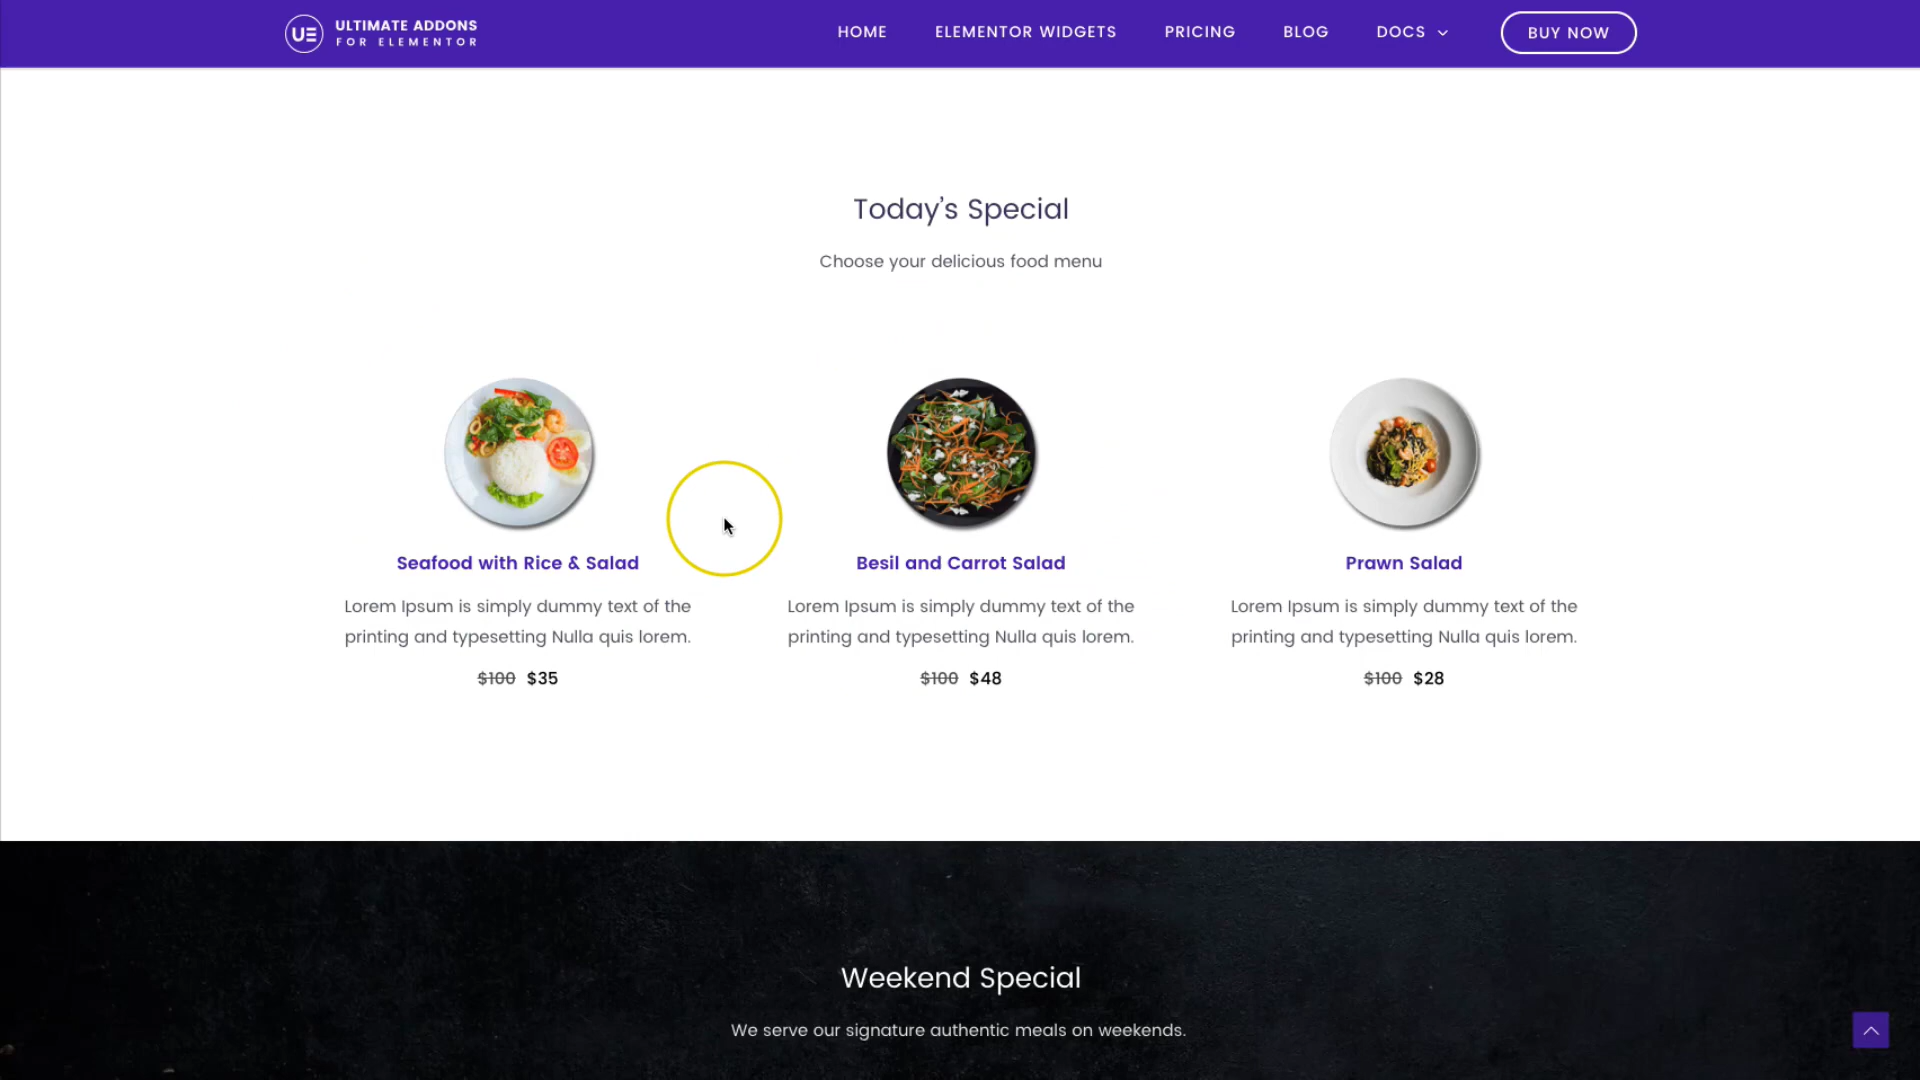 UE ULTIMATE ADDONS
FOR ELEMENTOR
HOME ELEMENTOR WIDGETS PRICING BLOG DOCS BUY NOW
Today's Special
Choose your delicious food menu
Seafood with Rice & Salad
Lorem Ipsum is simply dummy text of the
printing and typesetting Nulla quis lorem.
$100 $35
Besil and Carrot Salad
Lorem Ipsum is simply dummy text of the
printing and typesetting Nulla quis lorem.
$100 $48
Prawn Salad
Lorem Ipsum is simply dummy text of the
printing and typesetting Nulla quis lorem.
$100 $28
Weekend Special
We serve our signature authentic meals on weekends.